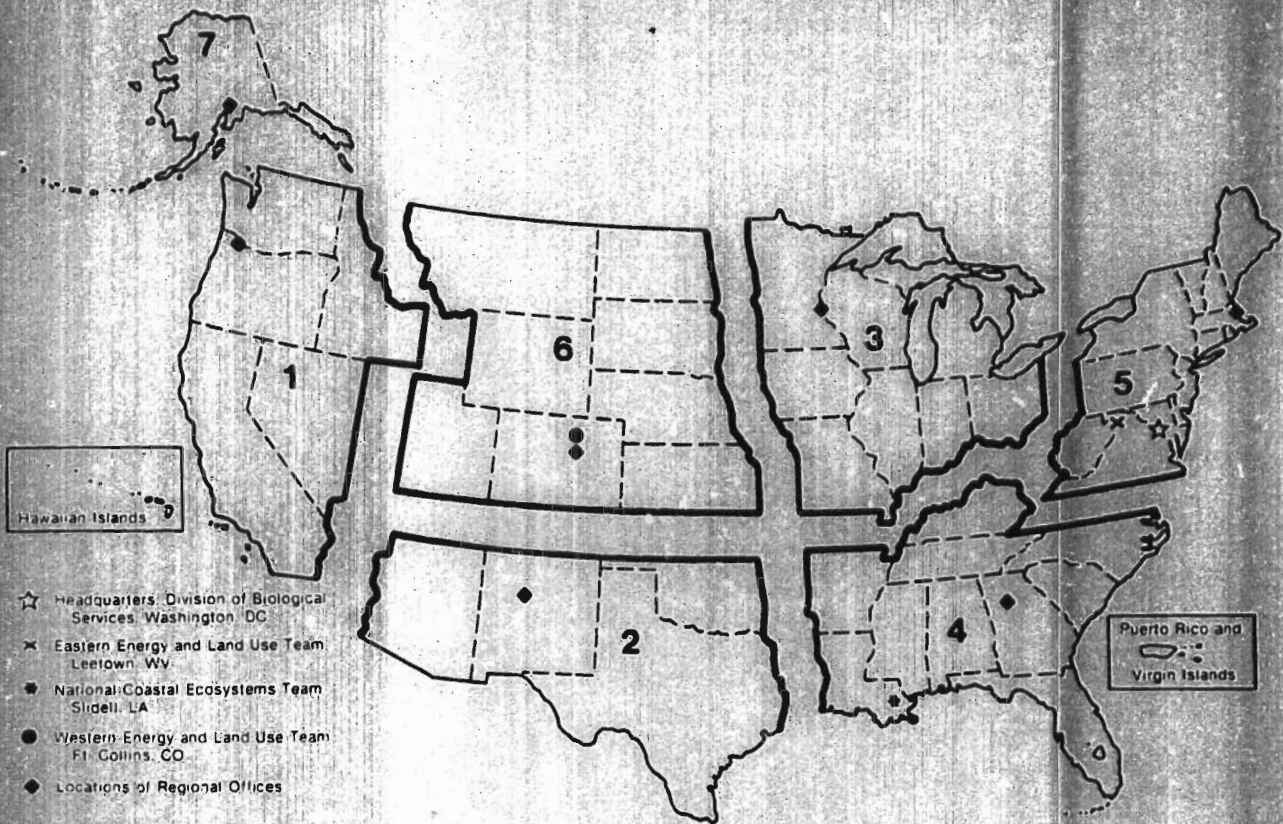 7
6
3
1
5
Hawaiian Islands
Headquarters, Division of Biological
Services, Washington, DC
Eastern Energy and Land Use Team
Leetown, WV
National Coastal Ecosystems Team
Slidell, LA
Western Energy and Land Use Team
Ft. Collins, CO
Locations of Regional Offices
2
4
Puerto Rico and
Virgin Islands